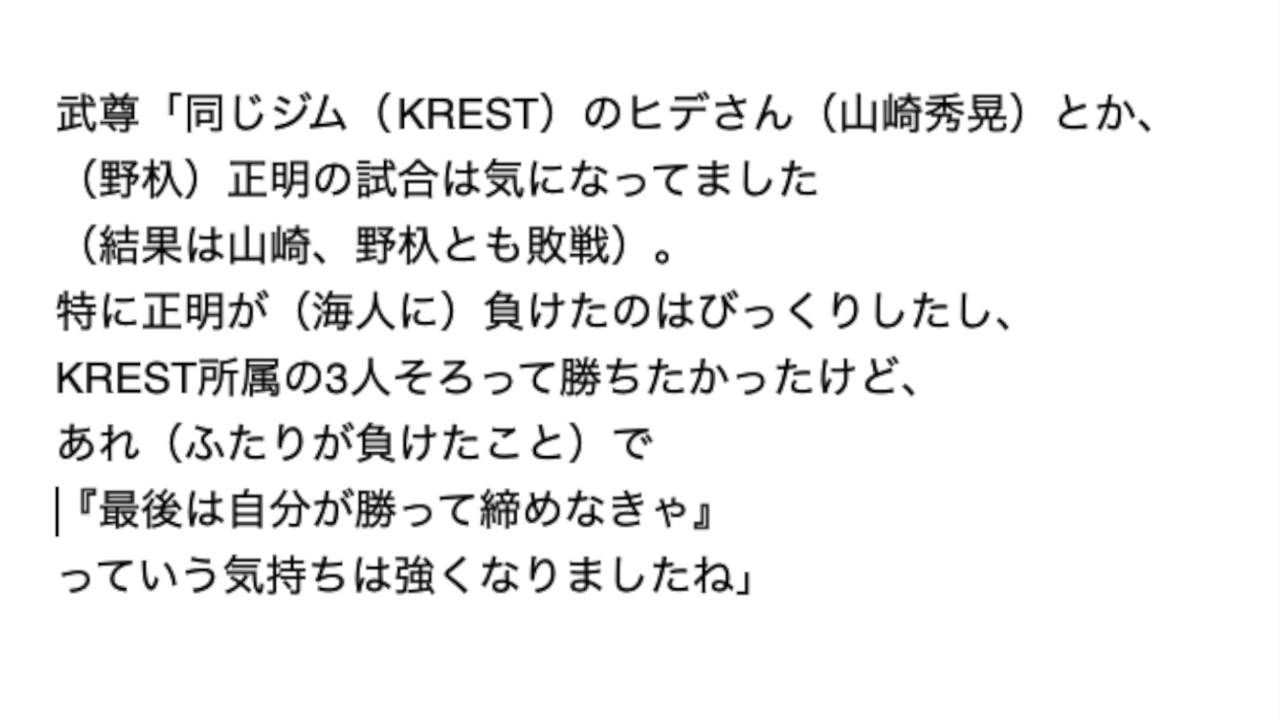 武尊「同じジム（KREST）のヒデさん（山崎秀晃）とか、
（野杁）正明の試合は気になってました
（結果は山崎、野杁とも敗戦）。
特に正明が（海人に）負けたのはびっくりしたし、
KREST所属の3人そろって勝ちたかったけど、
あれ（ふたりが負けたこと）で
『最後は自分が勝って締めなきゃ』
っていう気持ちは強くなりましたね」